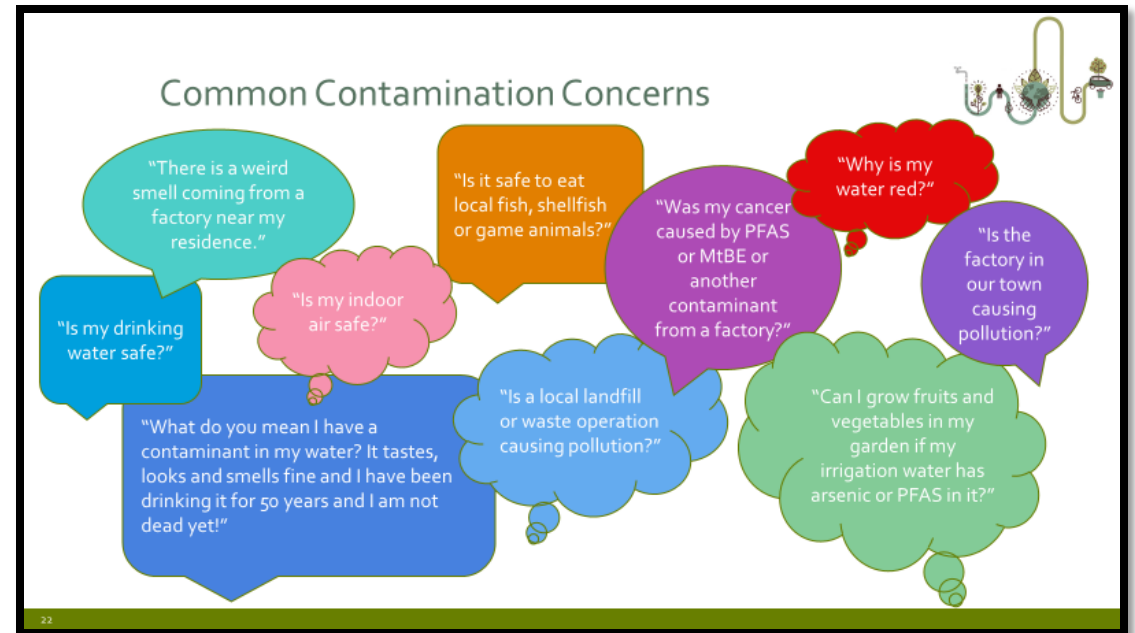 Common Contamination Concerns
“There is a weird
smell coming from a
factory near my
residence.”
“Is it safe to eat
local fish, shellfish
or game animals?”
“Why is my
water red?”
“Was my cancer
caused by PFAS
or MtBE or
another
contaminant
from a factory?”
“Is the
factory in
our town
causing
pollution?”
“Is my indoor
air safe?”
“Is my drinking
water safe?”
“What do you mean I have a
contaminant in my water? It tastes,
looks and smells fine and I have been
drinking it for 50 years and I am not
dead yet!”
“Is a local landfill
or waste operation
causing pollution?”
“Can I grow fruits and
vegetables in my
garden if my
irrigation water has
arsenic or PFAS in it?”
22